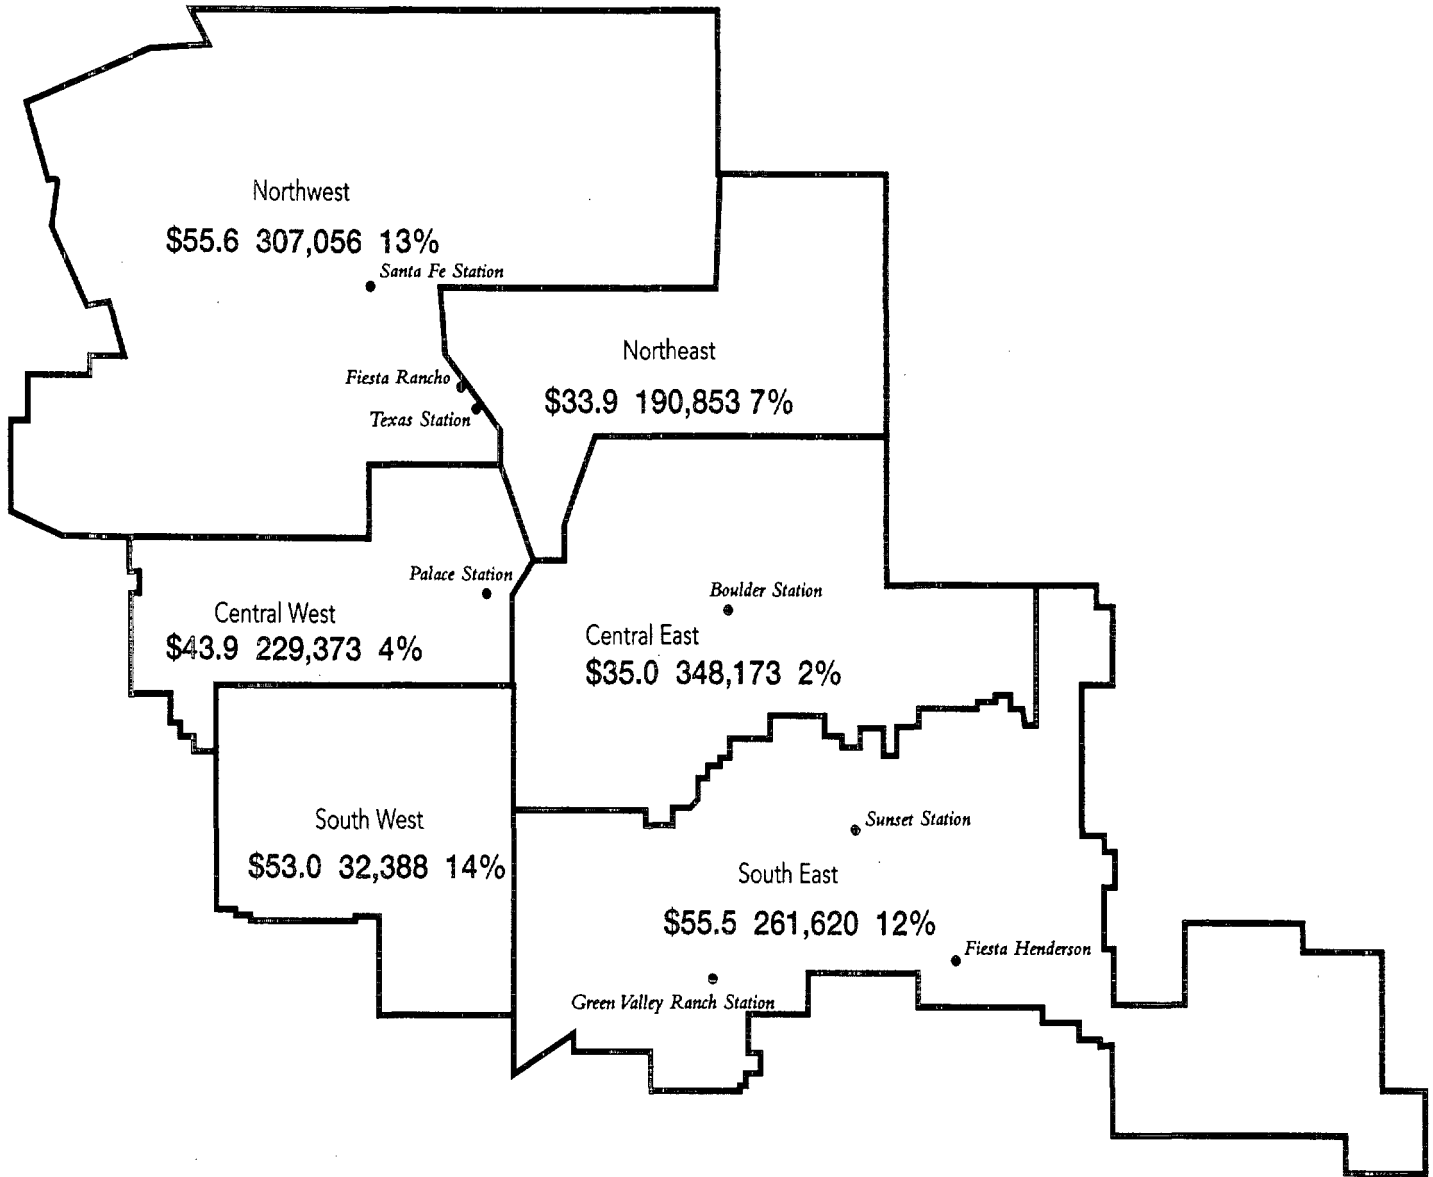 Northwest
$55.6 307,056 13%
Santa Fe Station
Northeast
$33.9 190,853 7%
Fiesta Rancho
Texas Station
Palace Station
Central West
$43.9 229,373 4%
Boulder Station
Central East
$35.0 348,173 2%
South West
$53.0 32,388 14%
Sunset Station
South East
$55.5 261,620 12%
Fiesta Henderson
Green Valley Ranch Station